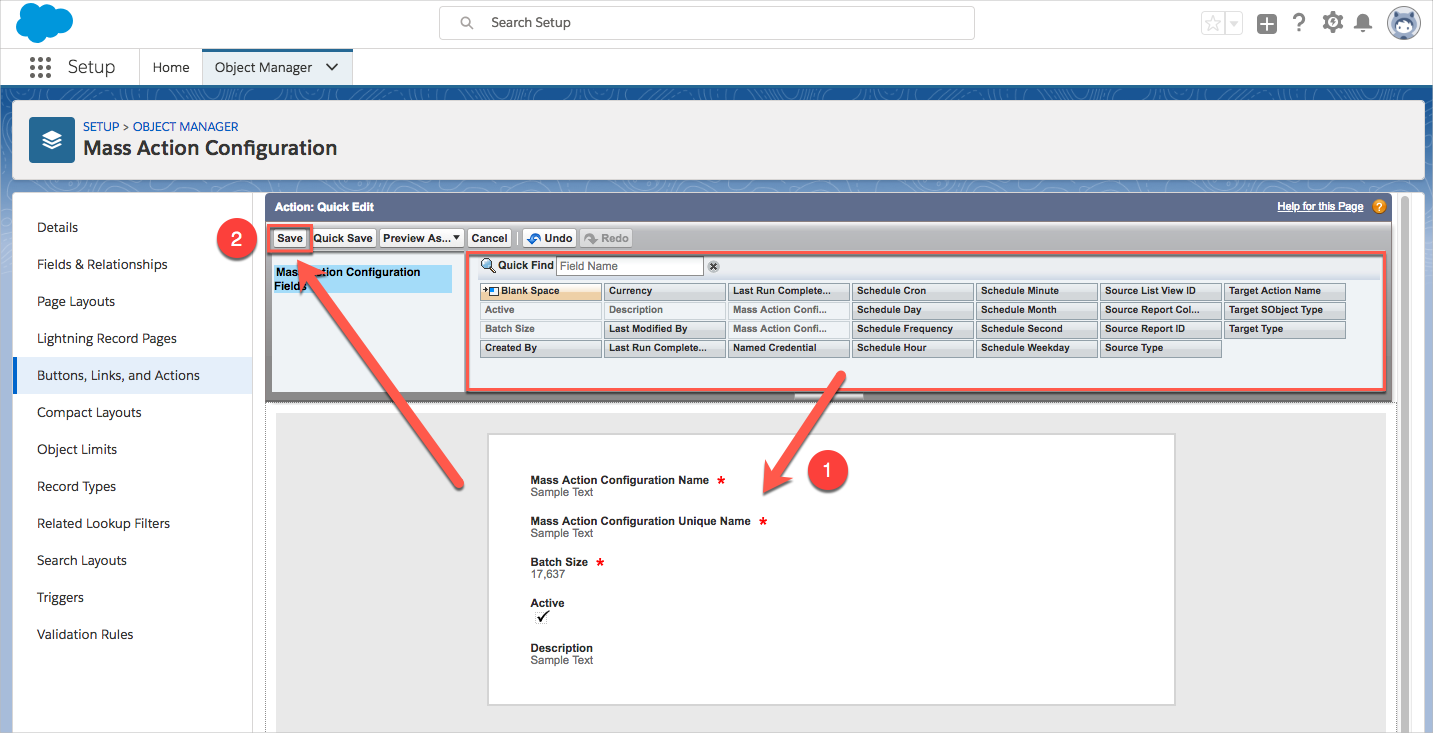 Search Setup
Setup
Home
Object Manager
SETUP > OBJECT MANAGER
Mass Action Configuration
Details
Fields & Relationships
Page Layouts
Lightning Record Pages
Buttons, Links, and Actions
Compact Layouts
Object Limits
Record Types
Related Lookup Filters
Search Layouts
Triggers
Validation Rules
Action: Quick Edit
Help for this Page ?
2
Save Quick Save Preview As... Cancel Undo Redo
Mass Action Configuration
Fields
Quick Find Field Name
Blank Space Currency Last Run Complete... Schedule Cron Schedule Minute Source List View ID Target Action Name
Active Description Mass Action Confi... Schedule Day Schedule Month Source Report Col... Target SObject Type
Batch Size Last Modified By Mass Action Confi... Schedule Frequency Schedule Second Source Report ID Target Type
Created By Last Run Complete... Named Credential Schedule Hour Schedule Weekday Source Type
1
Mass Action Configuration Name *
Sample Text
Mass Action Configuration Unique Name *
Sample Text
Batch Size *
17,637
Active
Description
Sample Text